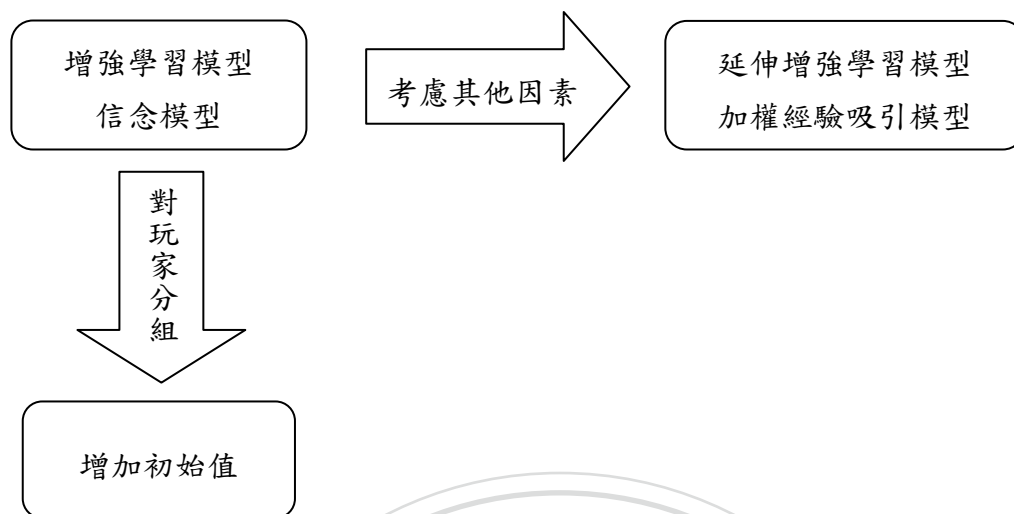 增強學習模型
信念模型
考慮其他因素
延伸增強學習模型
加權經驗吸引模型
對玩家分組
增加初始值